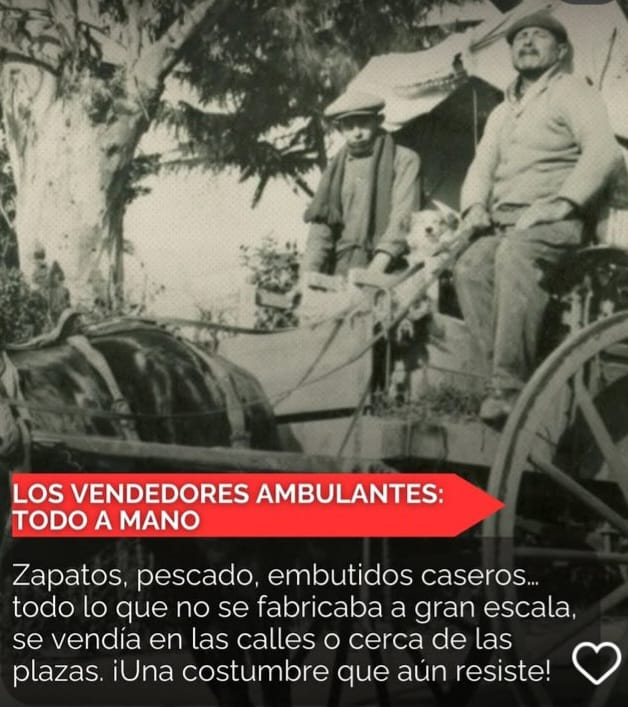 LOS VENDEDORES AMBULANTES:
TODO A MANO
Zapatos, pescado, embutidos caseros...
todo lo que no se fabricaba a gran escala,
se vendía en las calles o cerca de las
plazas. ¡Una costumbre que aún resiste!